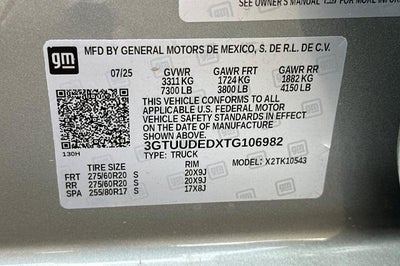 SEE OWNER'S MANUAL
gm
MFD BY GENERAL MOTORS DE MEXICO, S. DE R.L. DE C.V.
07/25 GVWR GAWR FRT GAWR RR
3311 KG 1724 KG 1882 KG
7300 LB 3800 LB 4150 LB
THIS VEHICLE CONFORMS TO ALL
APPLICABLE U.S. FEDERAL MOTOR
VEHICLE SAFETY STANDARDS IN EFFECT
ON THE DATE OF MANUFACTURE
SHOWN ABOVE.
3GTUUDEDXTG106982
130H
TYPE: TRUCK MODEL: X2TK10543
TIRE SIZE RIM
FRT 275/60R20 S 20X9J
RR 275/60R20 S 20X9J
SPA 255/80R17 S 17X8J